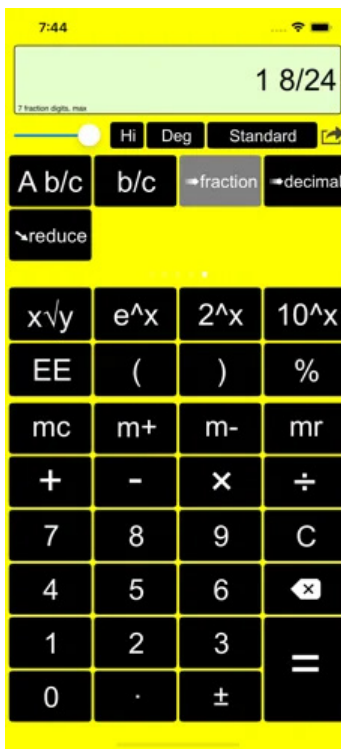 7:44
1 8/24
7 fraction digits. max
Hi Deg Standard
A b/c b/c ➡fraction ➡decimal
➘reduce
x√y e^x 2^x 10^x
EE ( ) %
mc m+ m- mr
+ - × ÷
7 8 9 C
4 5 6
1 2 3
=
0 . ±